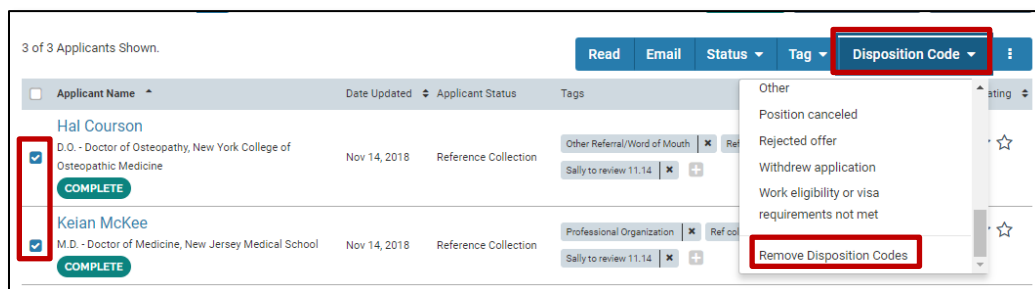 3 of 3 Applicants Shown.
Read Email Status Tag Disposition Code
Applicant Name Date Updated Applicant Status Tags ating
Other
Position canceled
Rejected offer
Withdrew application
Work eligibility or visa
requirements not met
Remove Disposition Codes
Hal Courson
D.O. - Doctor of Osteopathy, New York College of
Osteopathic Medicine
COMPLETE
Nov 14, 2018 Reference Collection
Other Referral/Word of Mouth x Ref
Sally to review 11.14 x
Keian McKee
M.D. - Doctor of Medicine, New Jersey Medical School
COMPLETE
Nov 14, 2018 Reference Collection
Professional Organization x Ref col
Sally to review 11.14 x